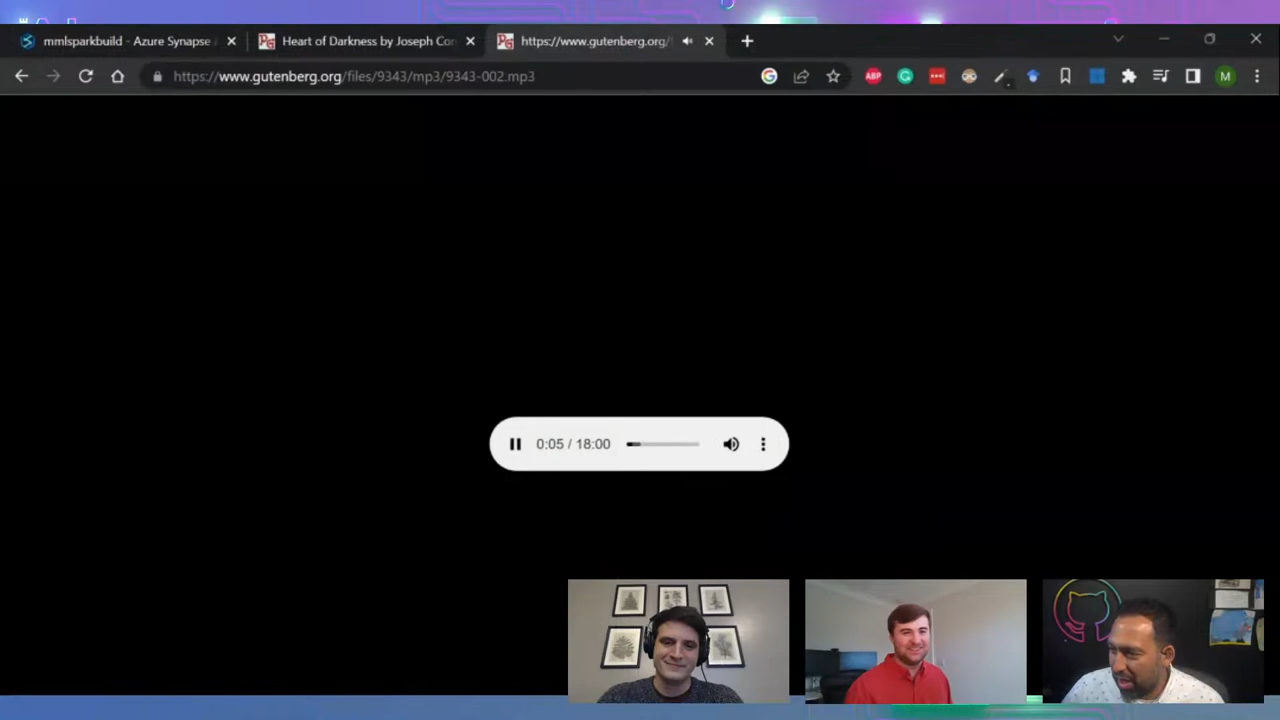 mmlsparkbuild - Azure Synapse
Heart of Darkness by Joseph Con
https://www.gutenberg.org/
https://www.gutenberg.org/files/9343/mp3/9343-002.mp3
ABP
M
0:05 / 18:00